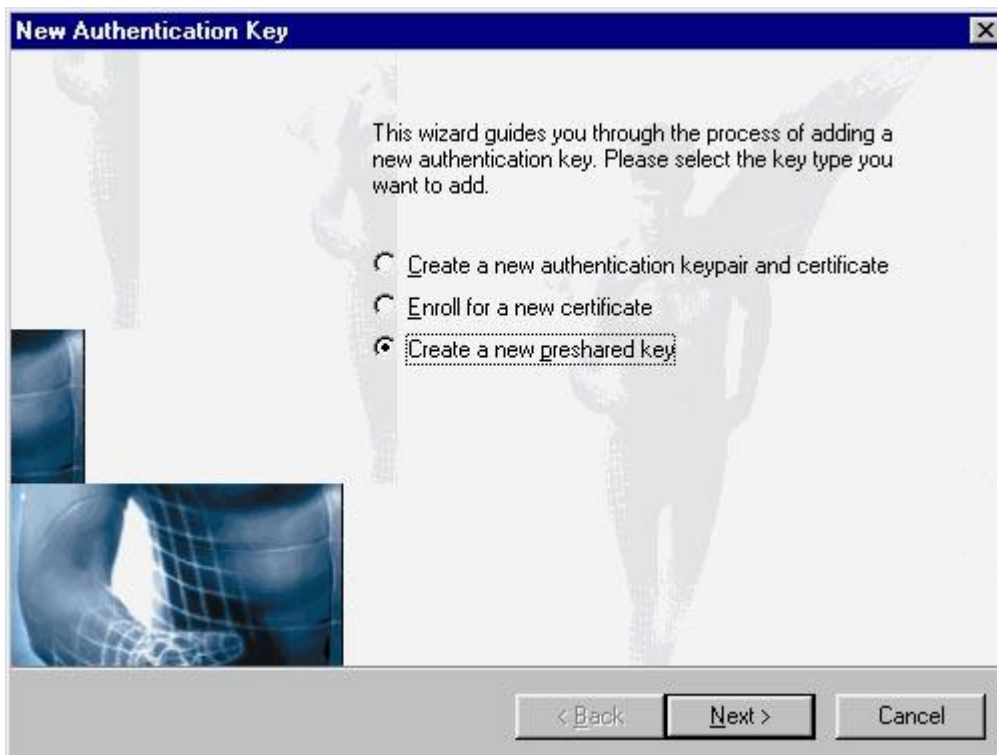 New Authentication Key
This wizard guides you through the process of adding a
new authentication key. Please select the key type you
want to add.
Create a new authentication keypair and certificate
Enroll for a new certificate
Create a new preshared key
< Back
Next >
Cancel